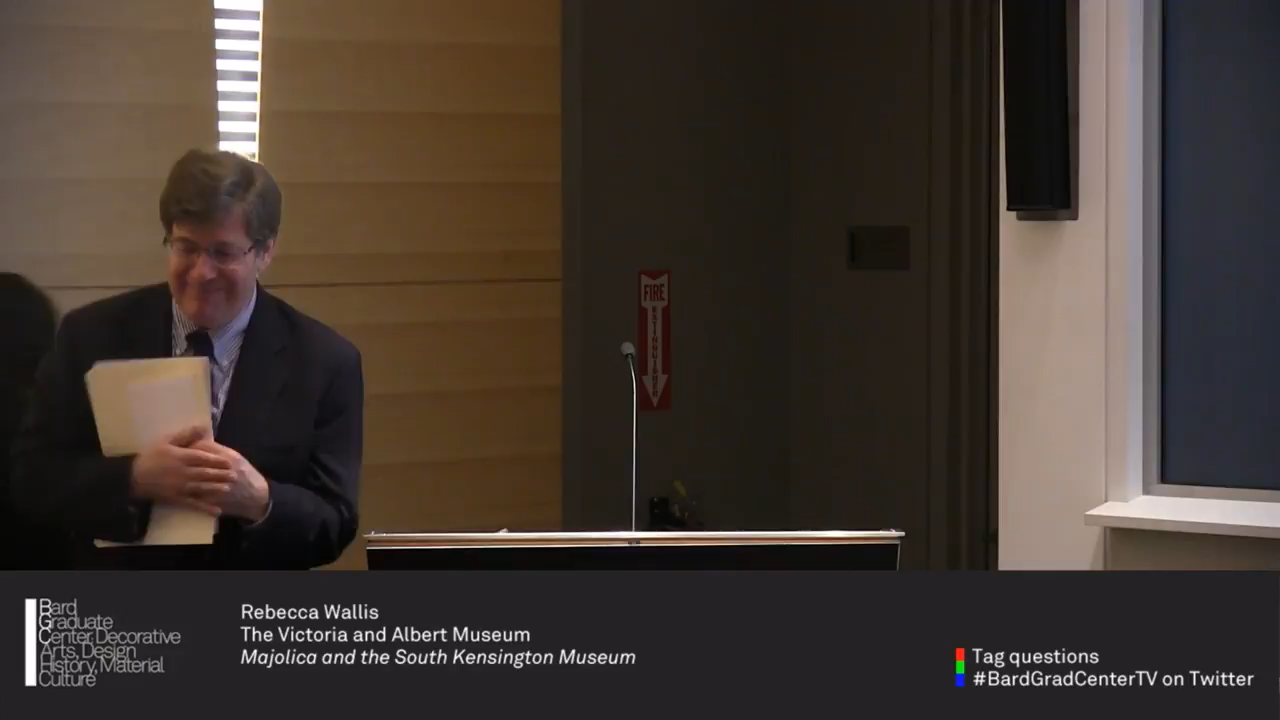 FIRE
EXTINGUISHER
Bard
Graduate
Center Decorative
Arts, Design
History, Material
Culture
Rebecca Wallis
The Victoria and Albert Museum
Majolica and the South Kensington Museum
Tag questions
#BardGradCenterTV on Twitter